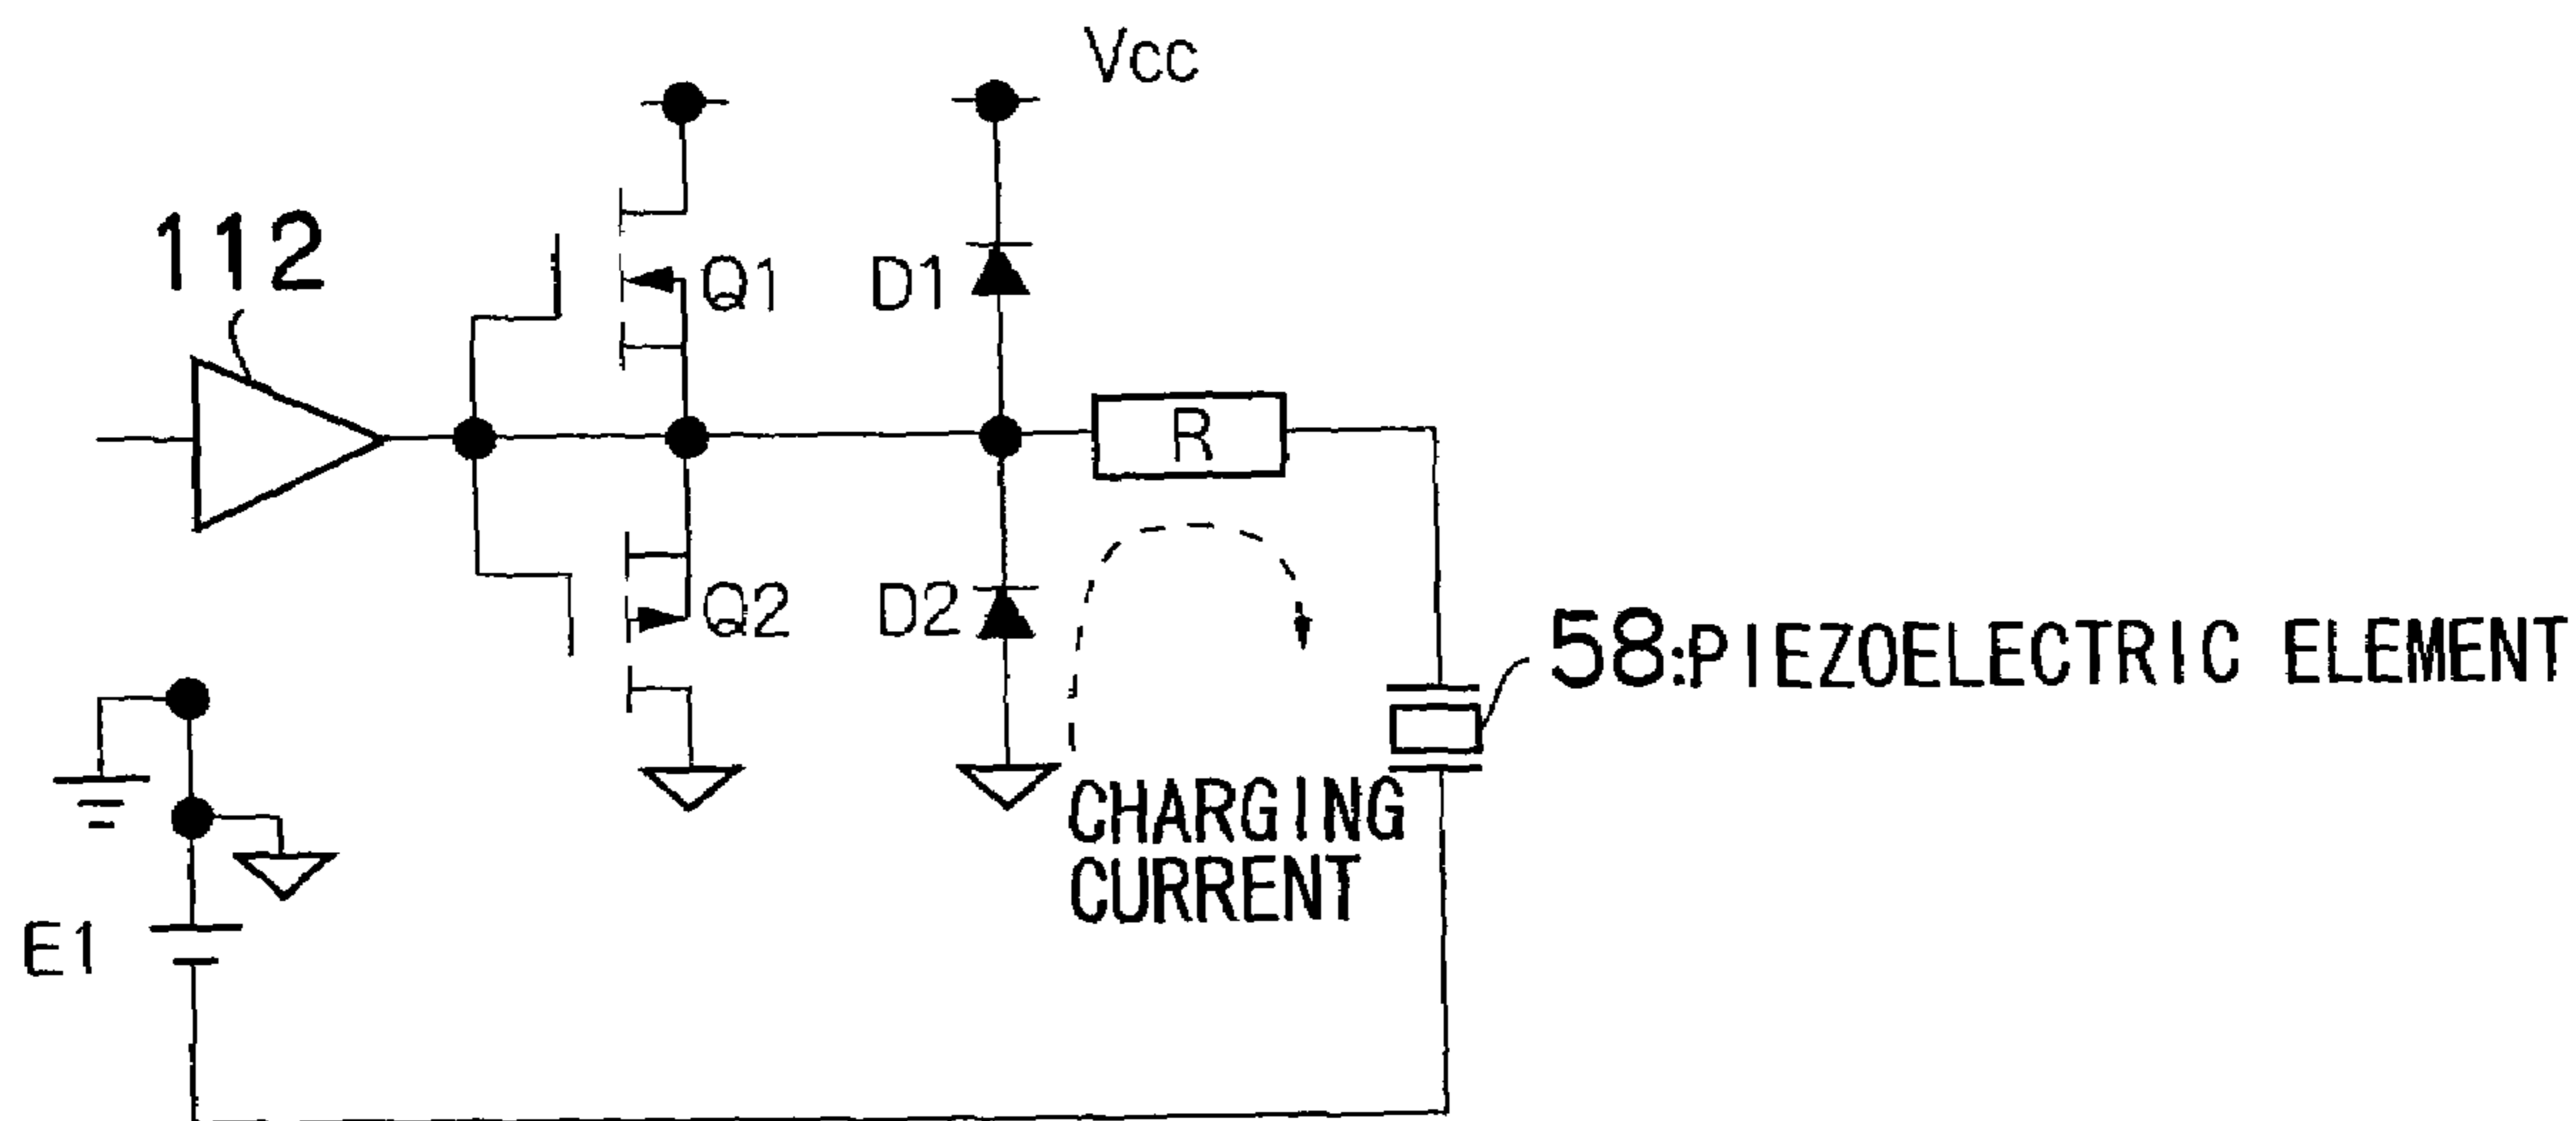 Vcc
112
Q1
D1
R
Q2
D2
58:PIEZOELECTRIC ELEMENT
CHARGING
CURRENT
E1